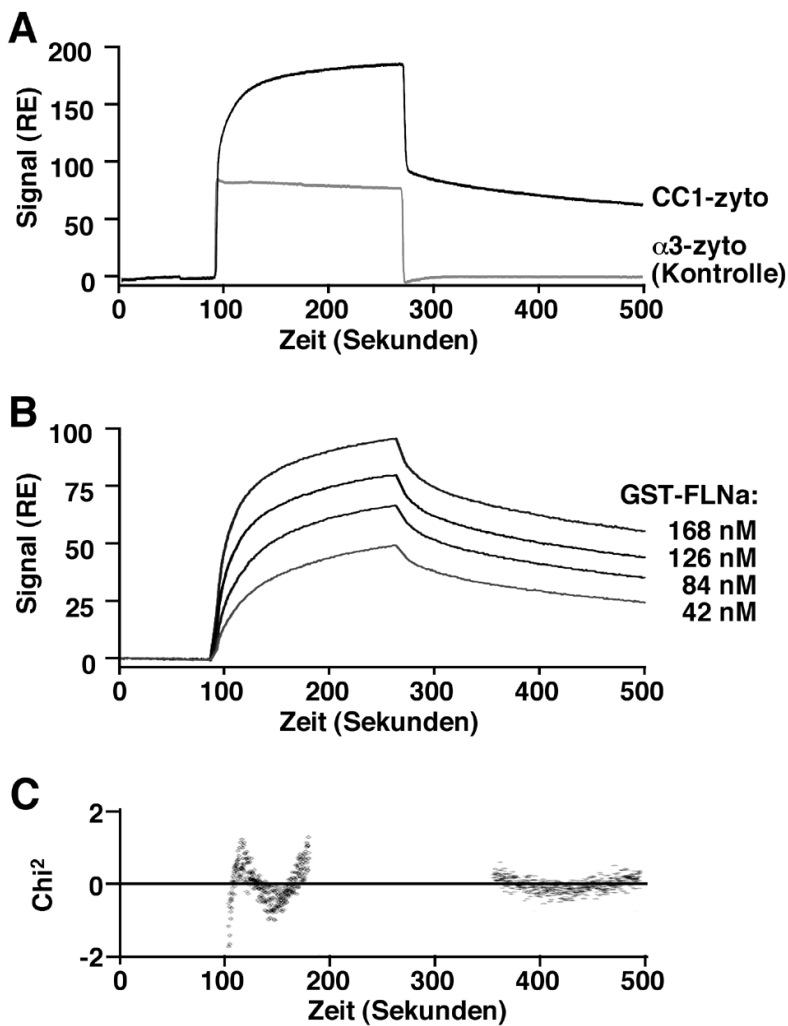 A
200
150
100
50
0
Signal (RE)
CC1-zyto
α3-zyto
(Kontrolle)
0 100 200 300 400 500
Zeit (Sekunden)
B
100
75
50
25
0
Signal (RE)
GST-FLNa:
168 nM
126 nM
84 nM
42 nM
0 100 200 300 400 500
Zeit (Sekunden)
C
2
0
-2
Chi²
0 100 200 300 400 500
Zeit (Sekunden)